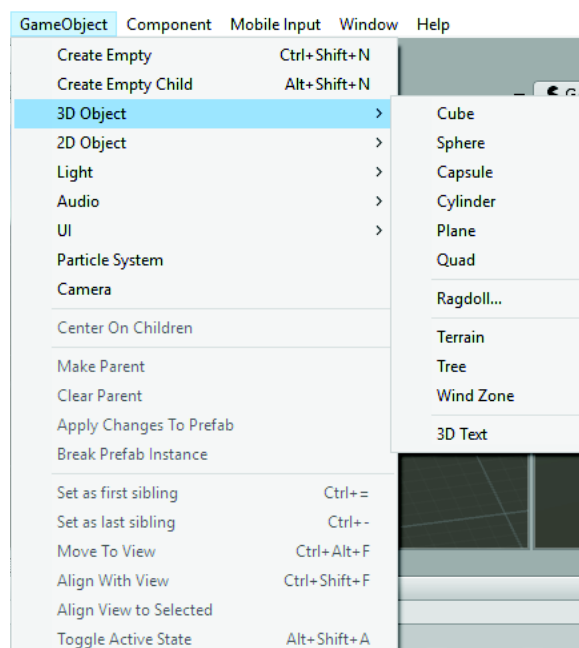 GameObject Component Mobile Input Window Help
Create Empty Ctrl+Shift+N
Create Empty Child Alt+Shift+N
3D Object >
2D Object >
Light >
Audio >
UI >
Particle System
Camera
Center On Children
Make Parent
Clear Parent
Apply Changes To Prefab
Break Prefab Instance
Set as first sibling Ctrl+=
Set as last sibling Ctrl+-
Move To View Ctrl+Alt+F
Align With View Ctrl+Shift+F
Align View to Selected
Toggle Active State Alt+Shift+A
Cube
Sphere
Capsule
Cylinder
Plane
Quad
Ragdoll...
Terrain
Tree
Wind Zone
3D Text